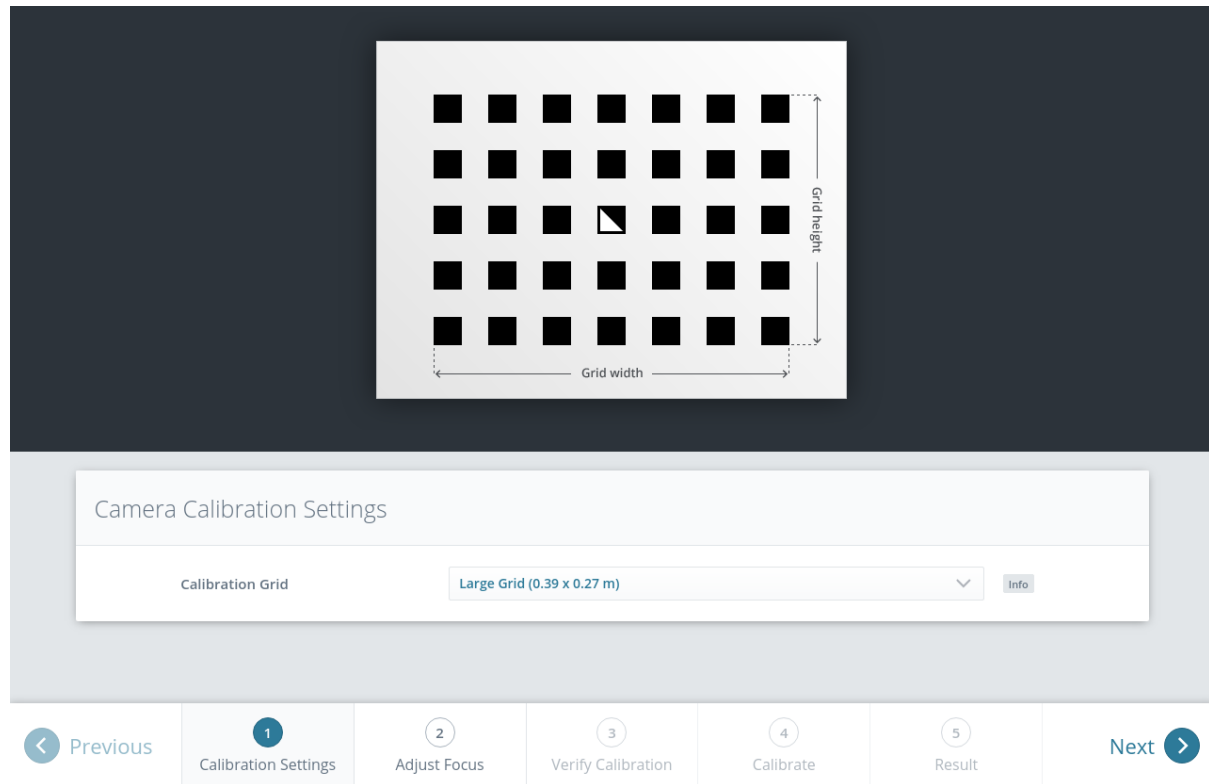 Grid height
Grid width
Camera Calibration Settings
Calibration Grid
Large Grid (0.39 x 0.27 m)
Info
Previous
1
Calibration Settings
2
Adjust Focus
3
Verify Calibration
4
Calibrate
5
Result
Next